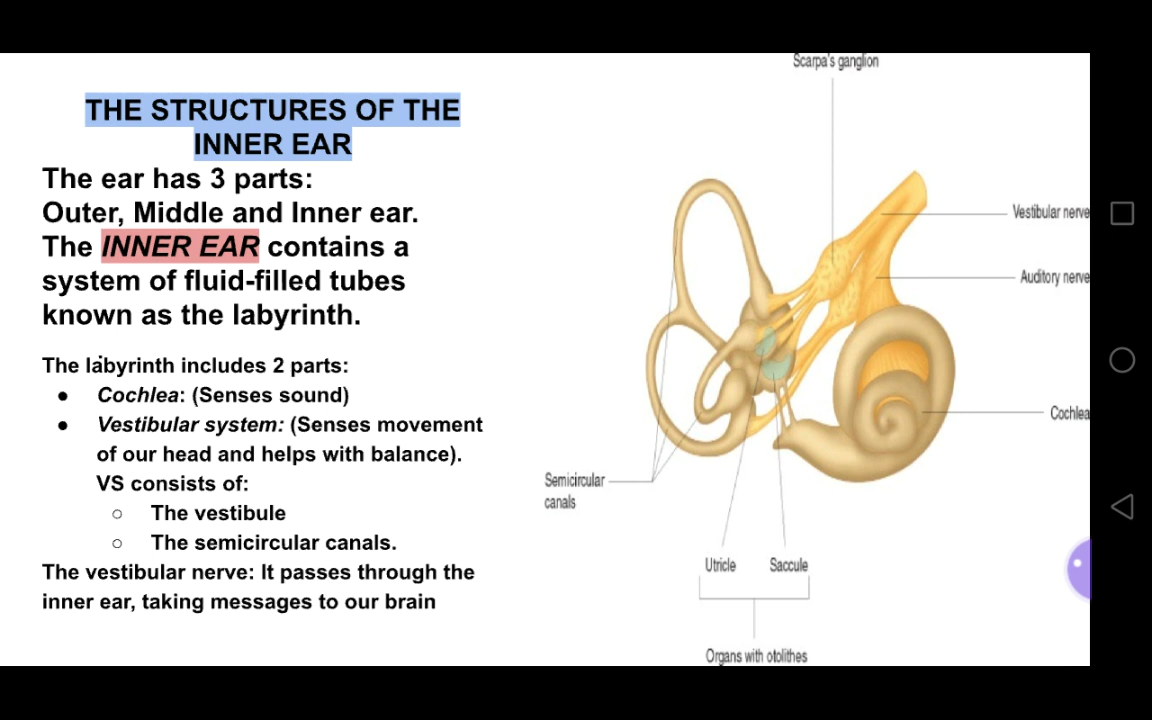 THE STRUCTURES OF THE
INNER EAR
The ear has 3 parts:
Outer, Middle and Inner ear.
The INNER EAR contains a
system of fluid-filled tubes
known as the labyrinth.
The labyrinth includes 2 parts:
● Cochlea: (Senses sound)
● Vestibular system: (Senses movement
of our head and helps with balance).
VS consists of:
○ The vestibule
○ The semicircular canals.
The vestibular nerve: It passes through the
inner ear, taking messages to our brain
Scarpa's ganglion
Vestibular nerve
Auditory nerve
Cochlea
Semicircular
canals
Utricle Saccule
Organs with otolithes